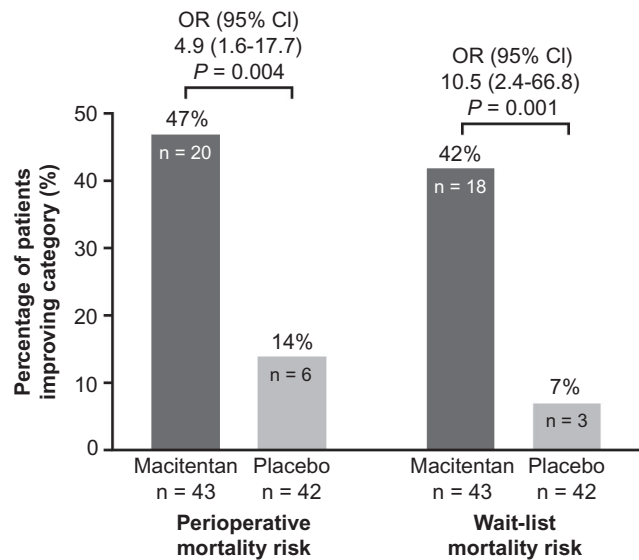 OR (95% CI)
4.9 (1.6-17.7)
P = 0.004
OR (95% CI)
10.5 (2.4-66.8)
P = 0.001
Percentage of patients
improving category (%)
50
40
30
20
10
0
47%
n = 20
14%
n = 6
42%
n = 18
7%
n = 3
Macitentan
n = 43
Placebo
n = 42
Macitentan
n = 43
Placebo
n = 42
Perioperative
mortality risk
Wait-list
mortality risk